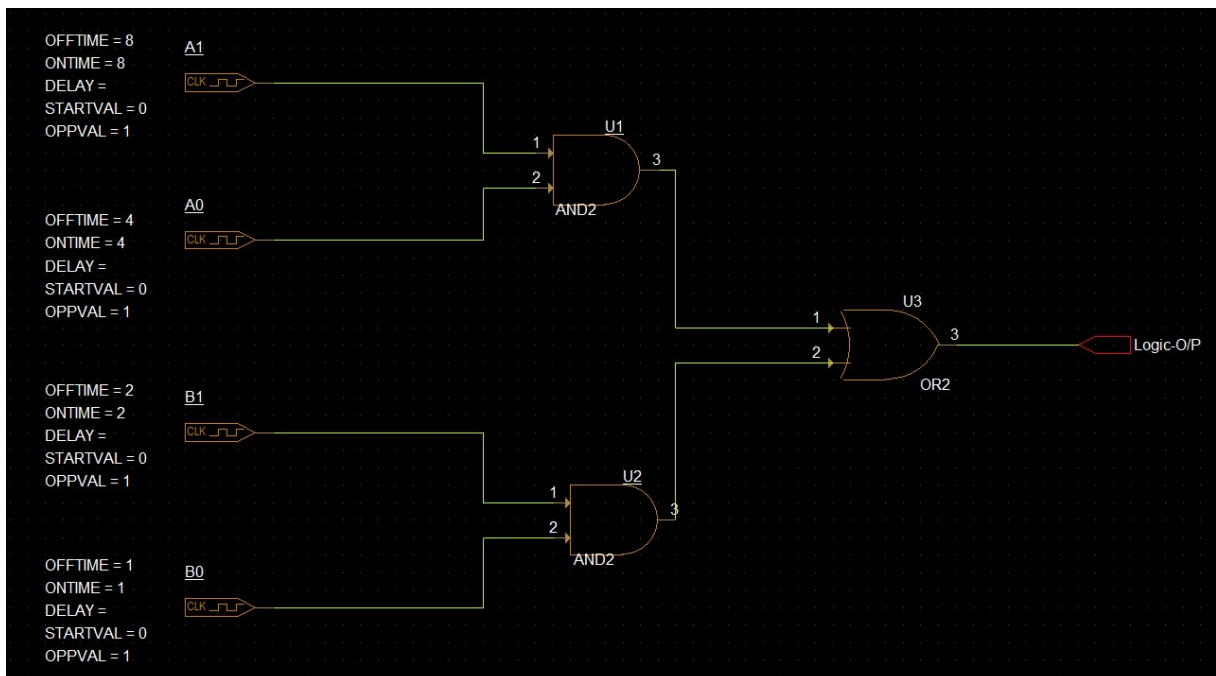 OFFTIME = 8
ONTIME = 8
DELAY =
STARTVAL = 0
OPPVAL = 1
A1
CLK
U1
1
2
3
AND2
OFFTIME = 4
ONTIME = 4
DELAY =
STARTVAL = 0
OPPVAL = 1
A0
CLK
U3
1
2
3
OR2
Logic-O/P
OFFTIME = 2
ONTIME = 2
DELAY =
STARTVAL = 0
OPPVAL = 1
B1
CLK
U2
1
2
3
AND2
OFFTIME = 1
ONTIME = 1
DELAY =
STARTVAL = 0
OPPVAL = 1
B0
CLK